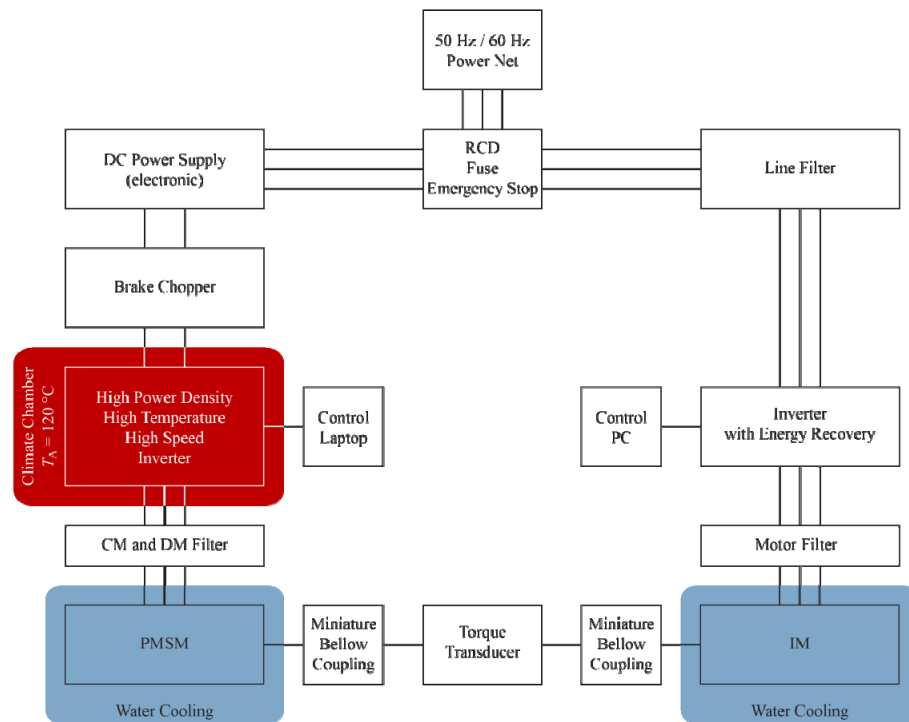 50 Hz / 60 Hz
Power Net
DC Power Supply
(electronic)
RCD
Fuse
Emergency Stop
Line Filter
Brake Chopper
Climate Chamber
T_A = 120 °C
High Power Density
High Temperature
High Speed
Inverter
Control
Laptop
Control
PC
Inverter
with Energy Recovery
CM and DM Filter
Motor Filter
PMSM
Miniature
Bellow
Coupling
Torque
Transducer
Miniature
Bellow
Coupling
IM
Water Cooling
Water Cooling